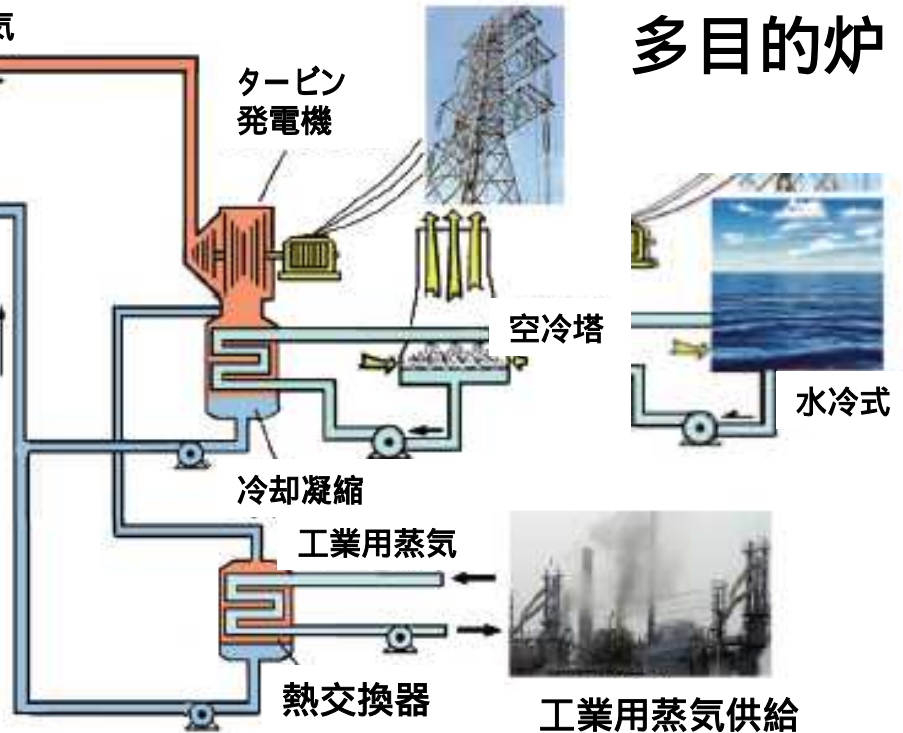 気
多目的炉
タービン
発電機
空冷塔
水冷式
冷却凝縮
工業用蒸気
熱交換器
工業用蒸気供給